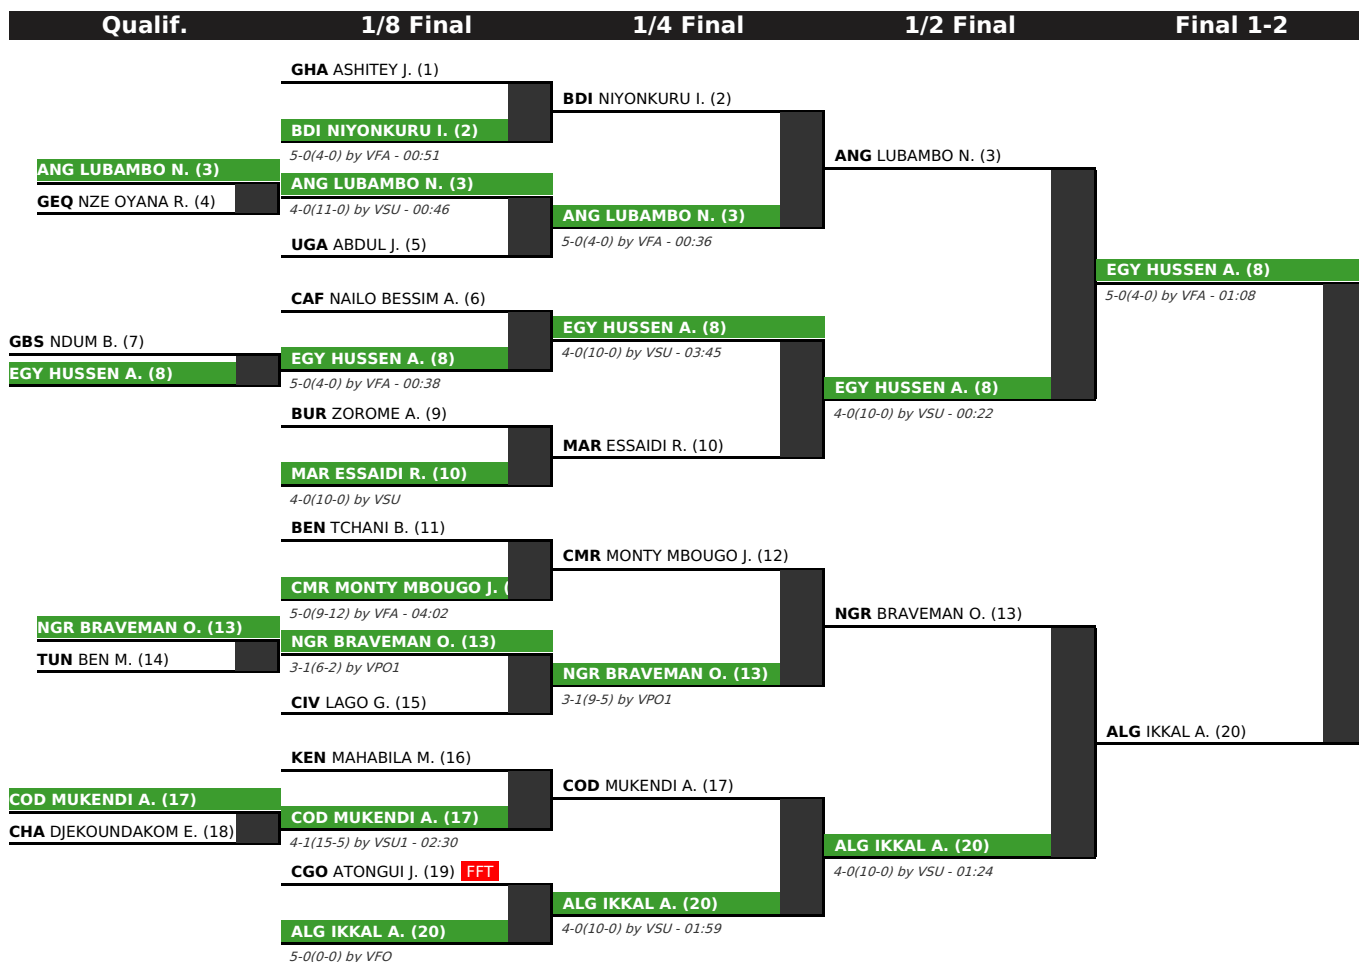 Qualif.
1/8 Final
1/4 Final
1/2 Final
Final 1-2
ANG LUBAMBO N. (3)
GEQ NZE OYANA R. (4)
GBS NDUM B. (7)
EGY HUSSEN A. (8)
NGR BRAVEMAN O. (13)
TUN BEN M. (14)
COD MUKENDI A. (17)
CHA DJEKOUNDAKOM E. (18)
GHA ASHITEY J. (1)
BDI NIYONKURU I. (2)
5-0(4-0) by VFA - 00:51
ANG LUBAMBO N. (3)
4-0(11-0) by VSU - 00:46
UGA ABDUL J. (5)
CAF NAILO BESSIM A. (6)
EGY HUSSEN A. (8)
5-0(4-0) by VFA - 00:38
BUR ZOROME A. (9)
MAR ESSAIDI R. (10)
4-0(10-0) by VSU
BEN TCHANI B. (11)
CMR MONTY MBOUGO J. (
5-0(9-12) by VFA - 04:02
NGR BRAVEMAN O. (13)
3-1(6-2) by VPO1
CIV LAGO G. (15)
KEN MAHABILA M. (16)
COD MUKENDI A. (17)
4-1(15-5) by VSU1 - 02:30
CGO ATONGUI J. (19) FFT
ALG IKKAL A. (20)
5-0(0-0) by VFO
BDI NIYONKURU I. (2)
ANG LUBAMBO N. (3)
5-0(4-0) by VFA - 00:36
EGY HUSSEN A. (8)
4-0(10-0) by VSU - 03:45
MAR ESSAIDI R. (10)
CMR MONTY MBOUGO J. (12)
NGR BRAVEMAN O. (13)
3-1(9-5) by VPO1
COD MUKENDI A. (17)
ALG IKKAL A. (20)
4-0(10-0) by VSU - 01:59
ANG LUBAMBO N. (3)
EGY HUSSEN A. (8)
4-0(10-0) by VSU - 00:22
NGR BRAVEMAN O. (13)
ALG IKKAL A. (20)
4-0(10-0) by VSU - 01:24
EGY HUSSEN A. (8)
5-0(4-0) by VFA - 01:08
ALG IKKAL A. (20)